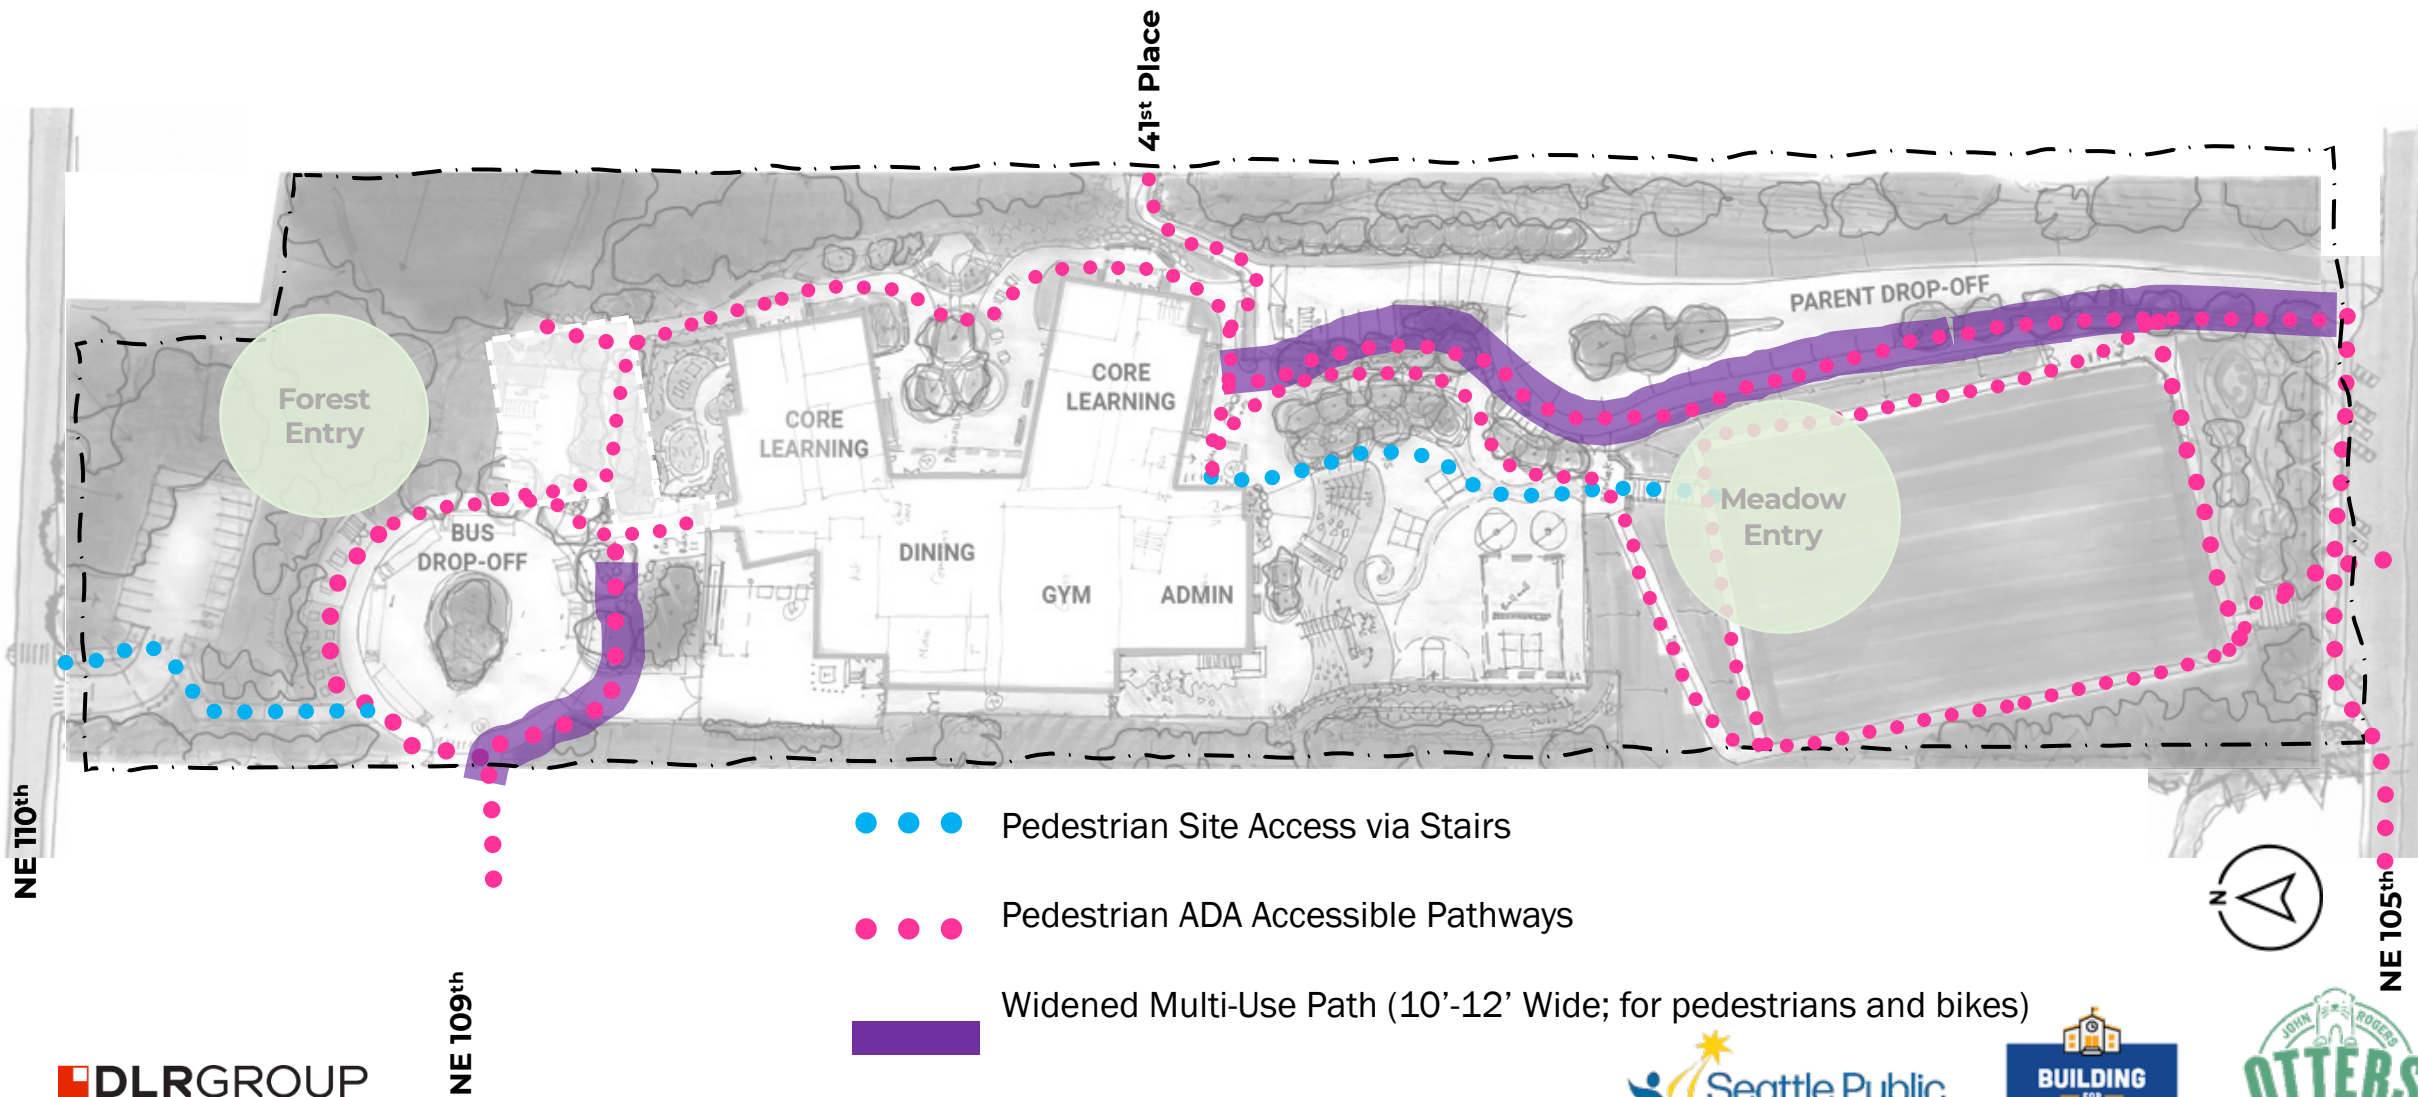 41st Place
PARENT DROP-OFF
Forest
Entry
CORE
LEARNING
CORE
LEARNING
BUS
DROP-OFF
Meadow
Entry
DINING
GYM
ADMIN
NE 110th
Pedestrian Site Access via Stairs
Pedestrian ADA Accessible Pathways
Widened Multi-Use Path (10’-12’ Wide; for pedestrians and bikes)
N
NE 105th
NE 109th
DLRGROUP
Seattle Public
BUILDING
FOR
JOHN ROGERS
OTTERS